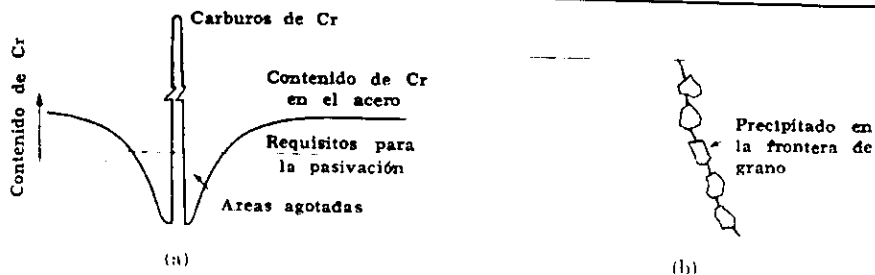 Carburos de Cr
Contenido de Cr
Contenido de Cr
en el acero
Requisitos para
la pasivación
Areas agotadas
(a)
Precipitado en
la frontera de
grano
(b)